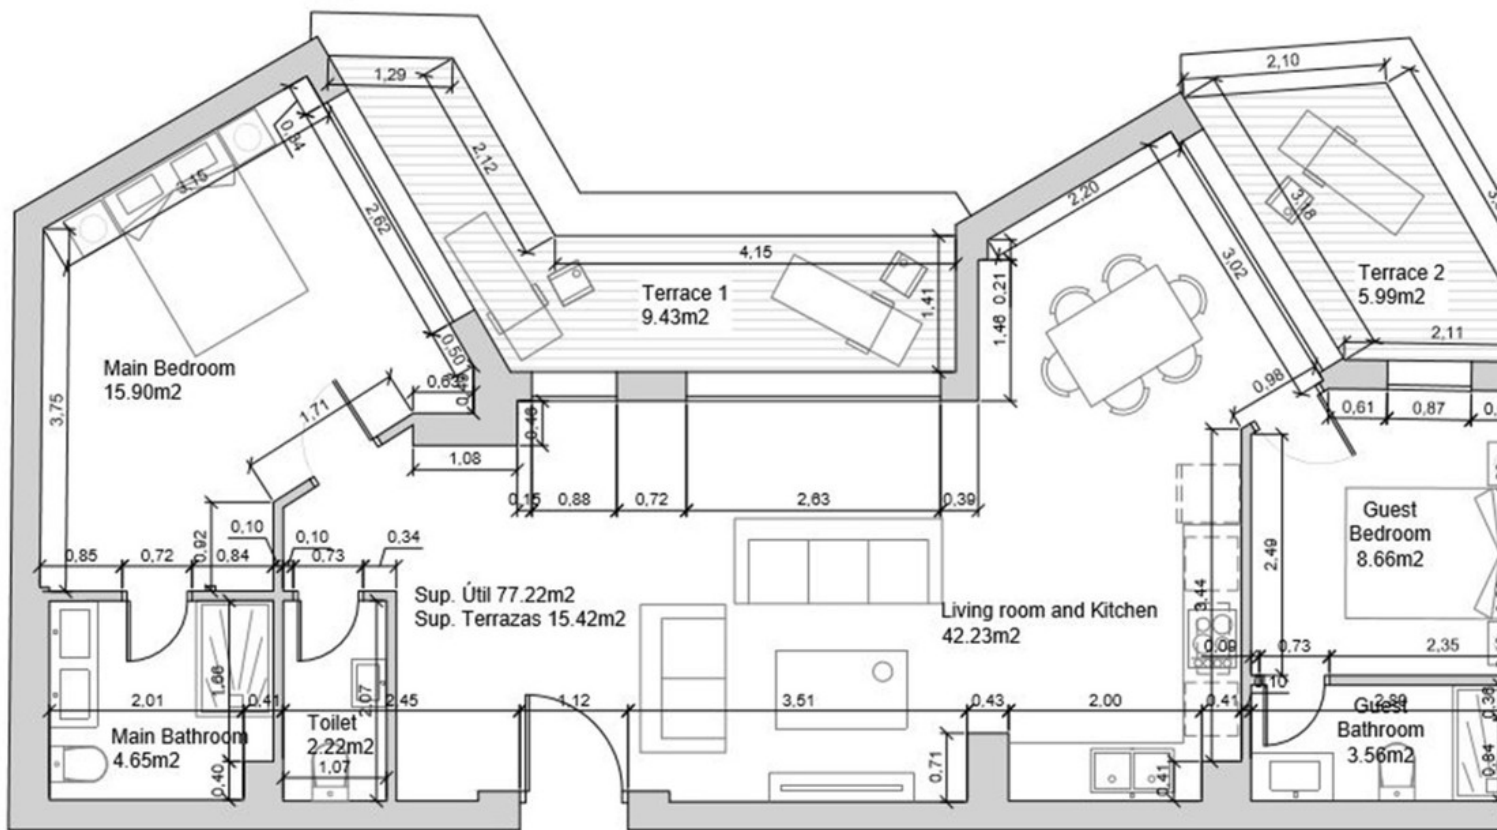 1,29
2,10
0,34
2,12
3,15
2,62
2,20
3,18
3,02
4,15
Terrace 1
9.43m2
1,41
0,21
1,46
Terrace 2
5.99m2
2,11
Main Bedroom
15.90m2
0,50
0,63
0,98
3,75
1,71
0,48
0,61
0,87
1,08
0,15
0,88
0,72
2,63
0,39
Guest
Bedroom
8.66m2
2,49
0,92
0,10
0,10
0,34
0,85
0,72
0,84
0,73
Sup. Útil 77.22m2
Sup. Terrazas 15.42m2
3,44
Living room and Kitchen
42.23m2
0,09
0,73
2,35
1,66
2,07
0,10
2,01
0,41
2,45
1,12
3,51
0,43
2,00
0,41
2,89
0,36
Main Bathroom
4.65m2
Toilet
2.22m2
1,07
0,40
0,71
0,41
Guest
Bathroom
3.56m2
0,84